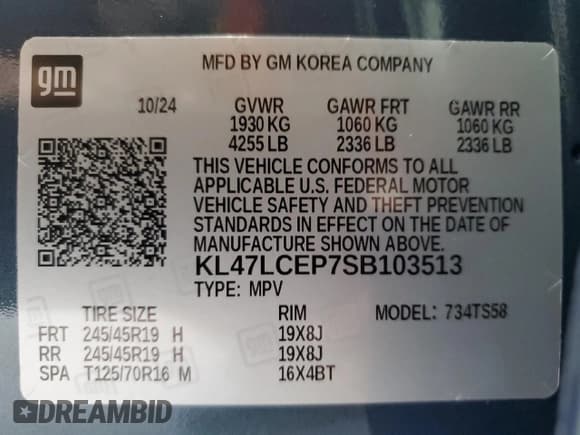 gm
MFD BY GM KOREA COMPANY
10/24 GVWR GAWR FRT GAWR RR
1930 KG 1060 KG 1060 KG
4255 LB 2336 LB 2336 LB
THIS VEHICLE CONFORMS TO ALL
APPLICABLE U.S. FEDERAL MOTOR
VEHICLE SAFETY AND THEFT PREVENTION
STANDARDS IN EFFECT ON THE DATE OF
MANUFACTURE SHOWN ABOVE.
KL47LCEP7SB103513
TYPE: MPV MODEL: 734TS58
TIRE SIZE RIM
FRT 245/45R19 H 19X8J
RR 245/45R19 H 19X8J
SPA T125/70R16 M 16X4BT
DREAMBID